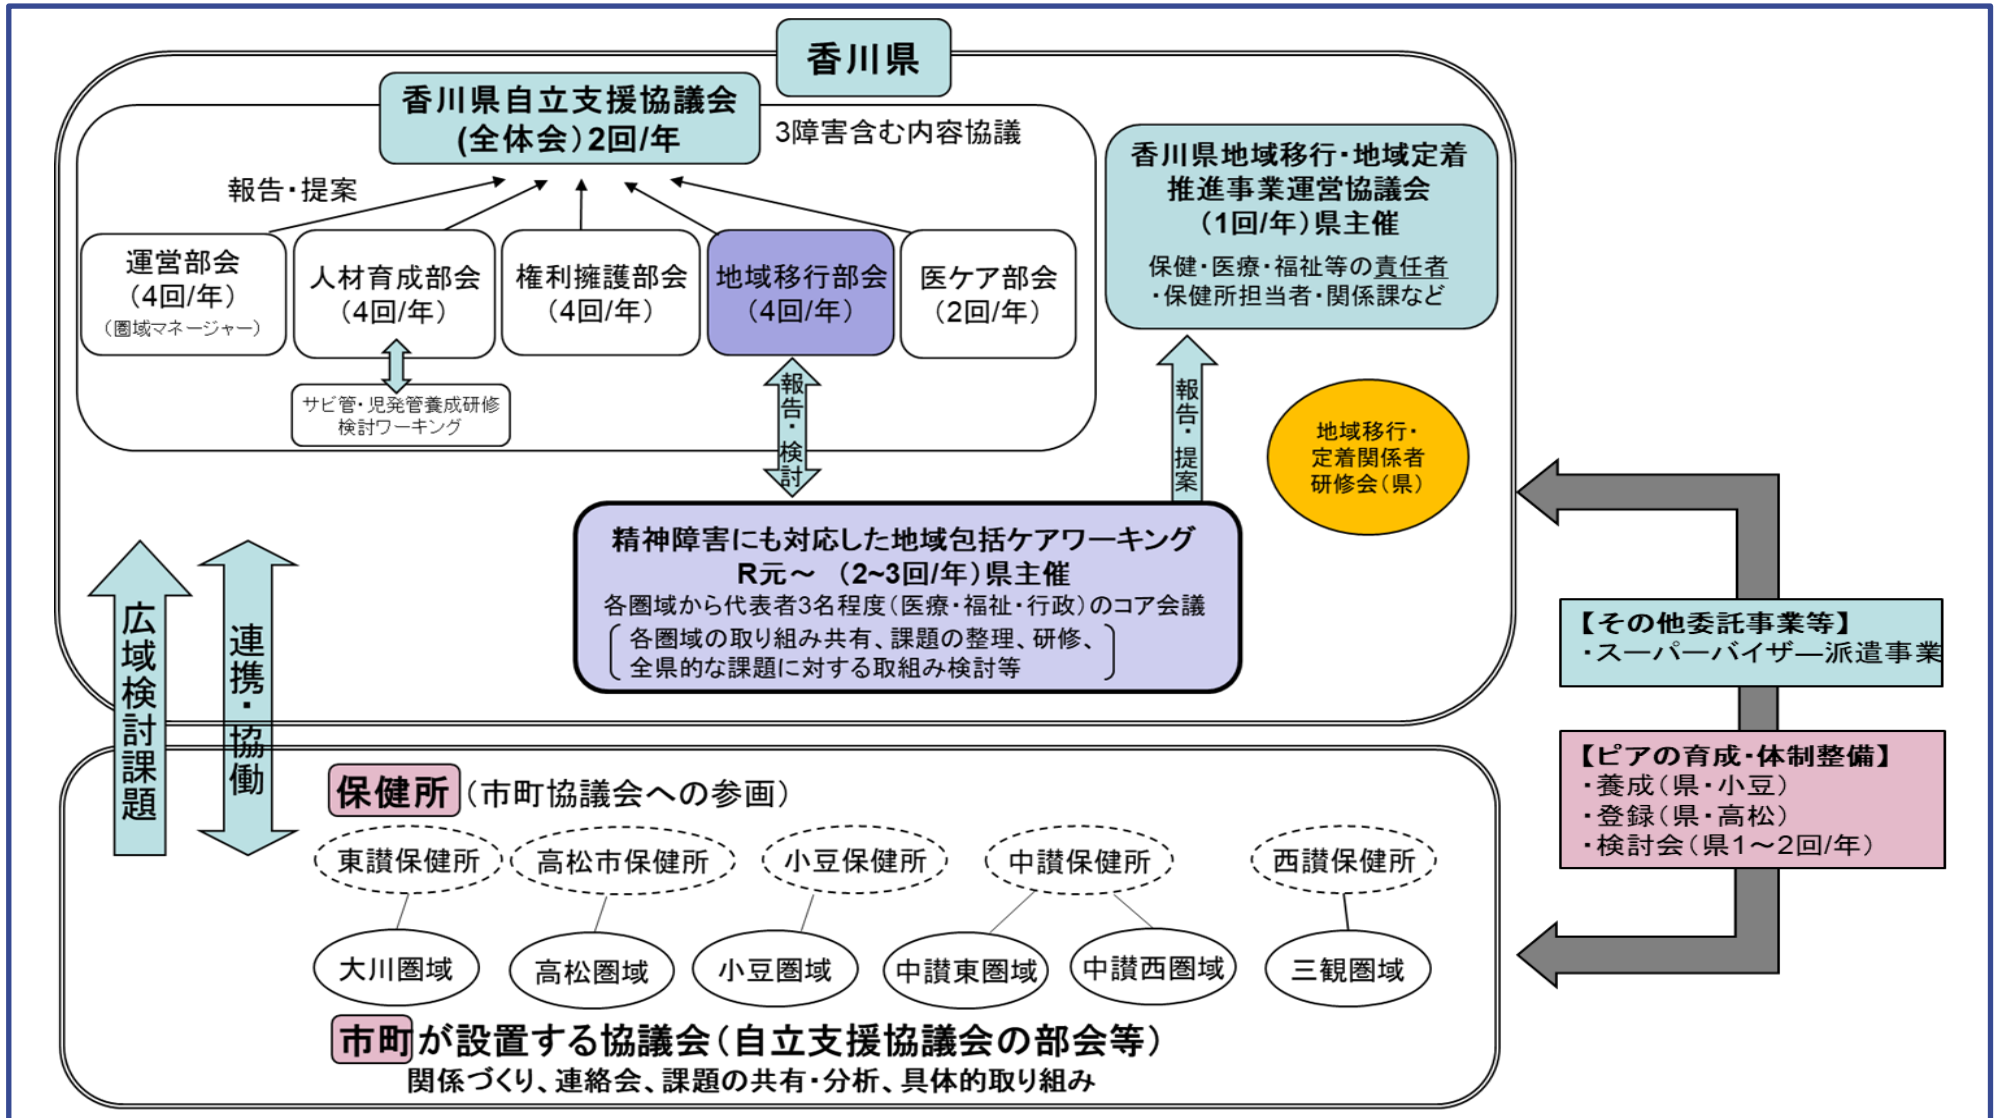 香川県
香川県自立支援協議会
(全体会)2回/年
3障害含む内容協議
報告・提案
運営部会
(4回/年)
(圏域マネージャー)
人材育成部会
(4回/年)
権利擁護部会
(4回/年)
地域移行部会
(4回/年)
医ケア部会
(2回/年)
サビ管・児発管養成研修
検討ワーキング
香川県地域移行・地域定着
推進事業運営協議会
(1回/年)県主催
保健・医療・福祉等の責任者
・保健所担当者・関係課など
報告・検討
報告・提案
地域移行・
定着関係者
研修会(県)
精神障害にも対応した地域包括ケアワーキング
R元～ (2~3回/年)県主催
各圏域から代表者3名程度(医療・福祉・行政)のコア会議
各圏域の取り組み共有、課題の整理、研修、
全県的な課題に対する取組み検討等
広域検討課題
連携・協働
【その他委託事業等】
・スーパーバイザ―派遣事業
【ピアの育成・体制整備】
・養成(県・小豆)
・登録(県・高松)
・検討会(県1～2回/年)
保健所(市町協議会への参画)
東讃保健所
高松市保健所
小豆保健所
中讃保健所
西讃保健所
大川圏域
高松圏域
小豆圏域
中讃東圏域
中讃西圏域
三観圏域
市町が設置する協議会(自立支援協議会の部会等)
関係づくり、連絡会、課題の共有・分析、具体的取り組み